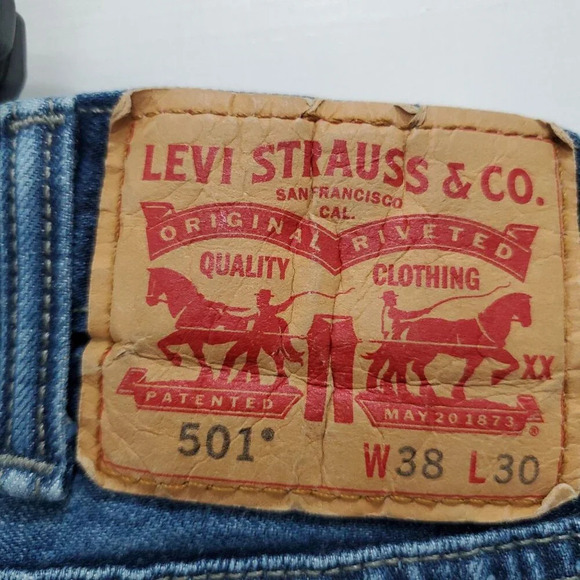 LEVI STRAUSS & CO.
SAN FRANCISCO
CAL.
ORIGINAL RIVETED
QUALITY CLOTHING
XX
PATENTED MAY 20 1873 ®
501® W38 L30